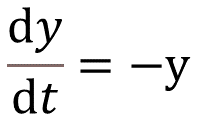 dy/dt = −y